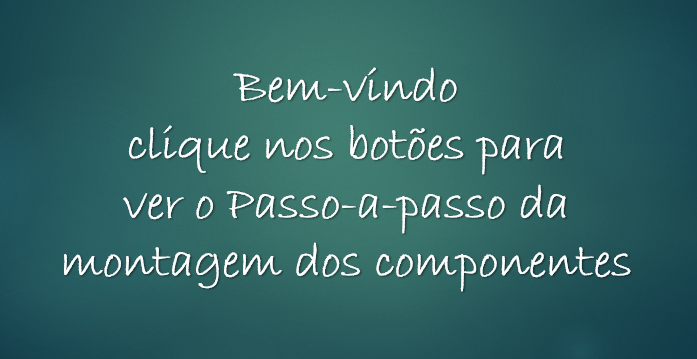 Bem-vindo
clique nos botões para
ver o Passo-a-passo da
montagem dos componentes